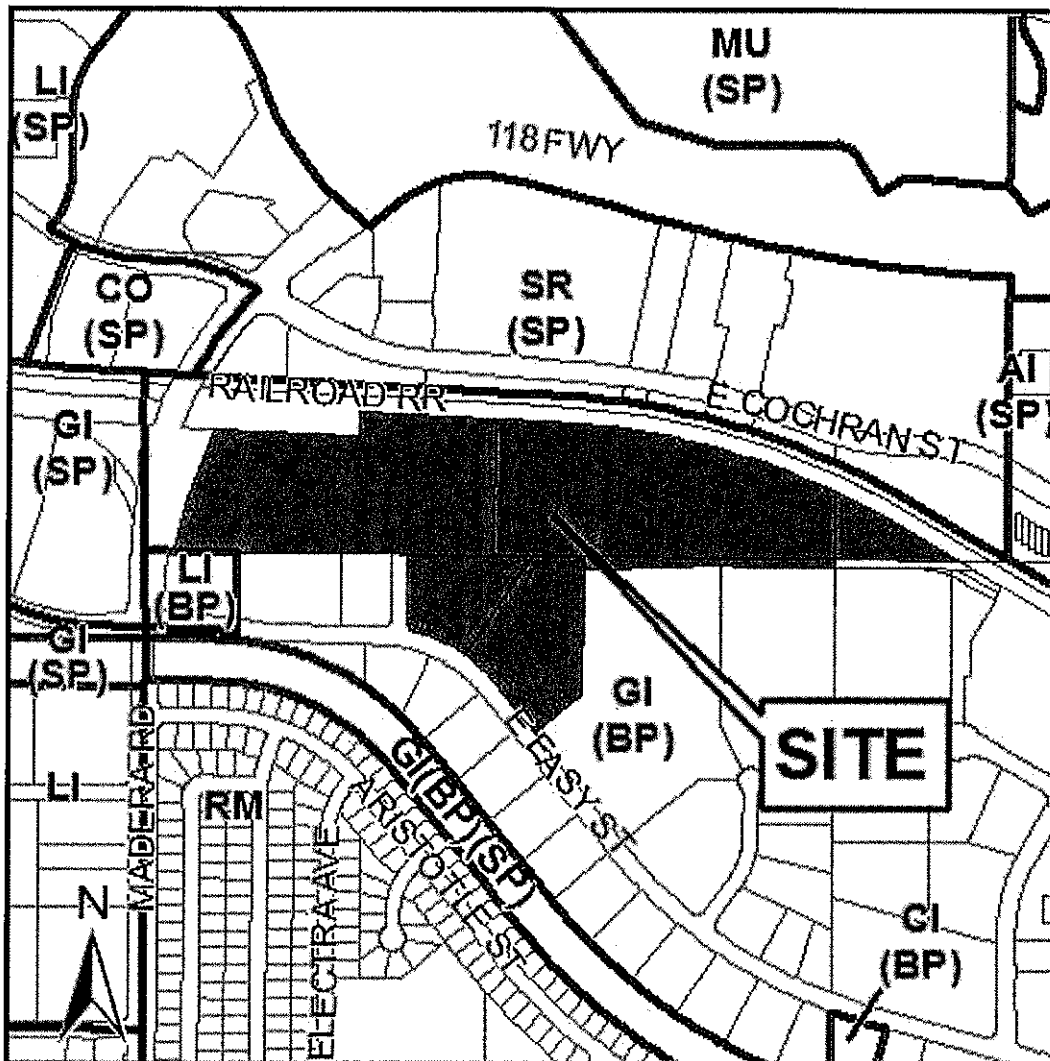 MU
(SP)
LI
(SP)
118 FWY
CO
(SP)
SR
(SP)
AI
(SP)
RAILROAD RR
E COCHRAN ST
GI
(SP)
LI
(BP)
GI
(SP)
GI
(BP)
SITE
E EASY ST
GI(BP)(SP)
LI
MADERA RD
RM
ELECTRA AVE
ARISTOTLE ST
N
GI
(BP)